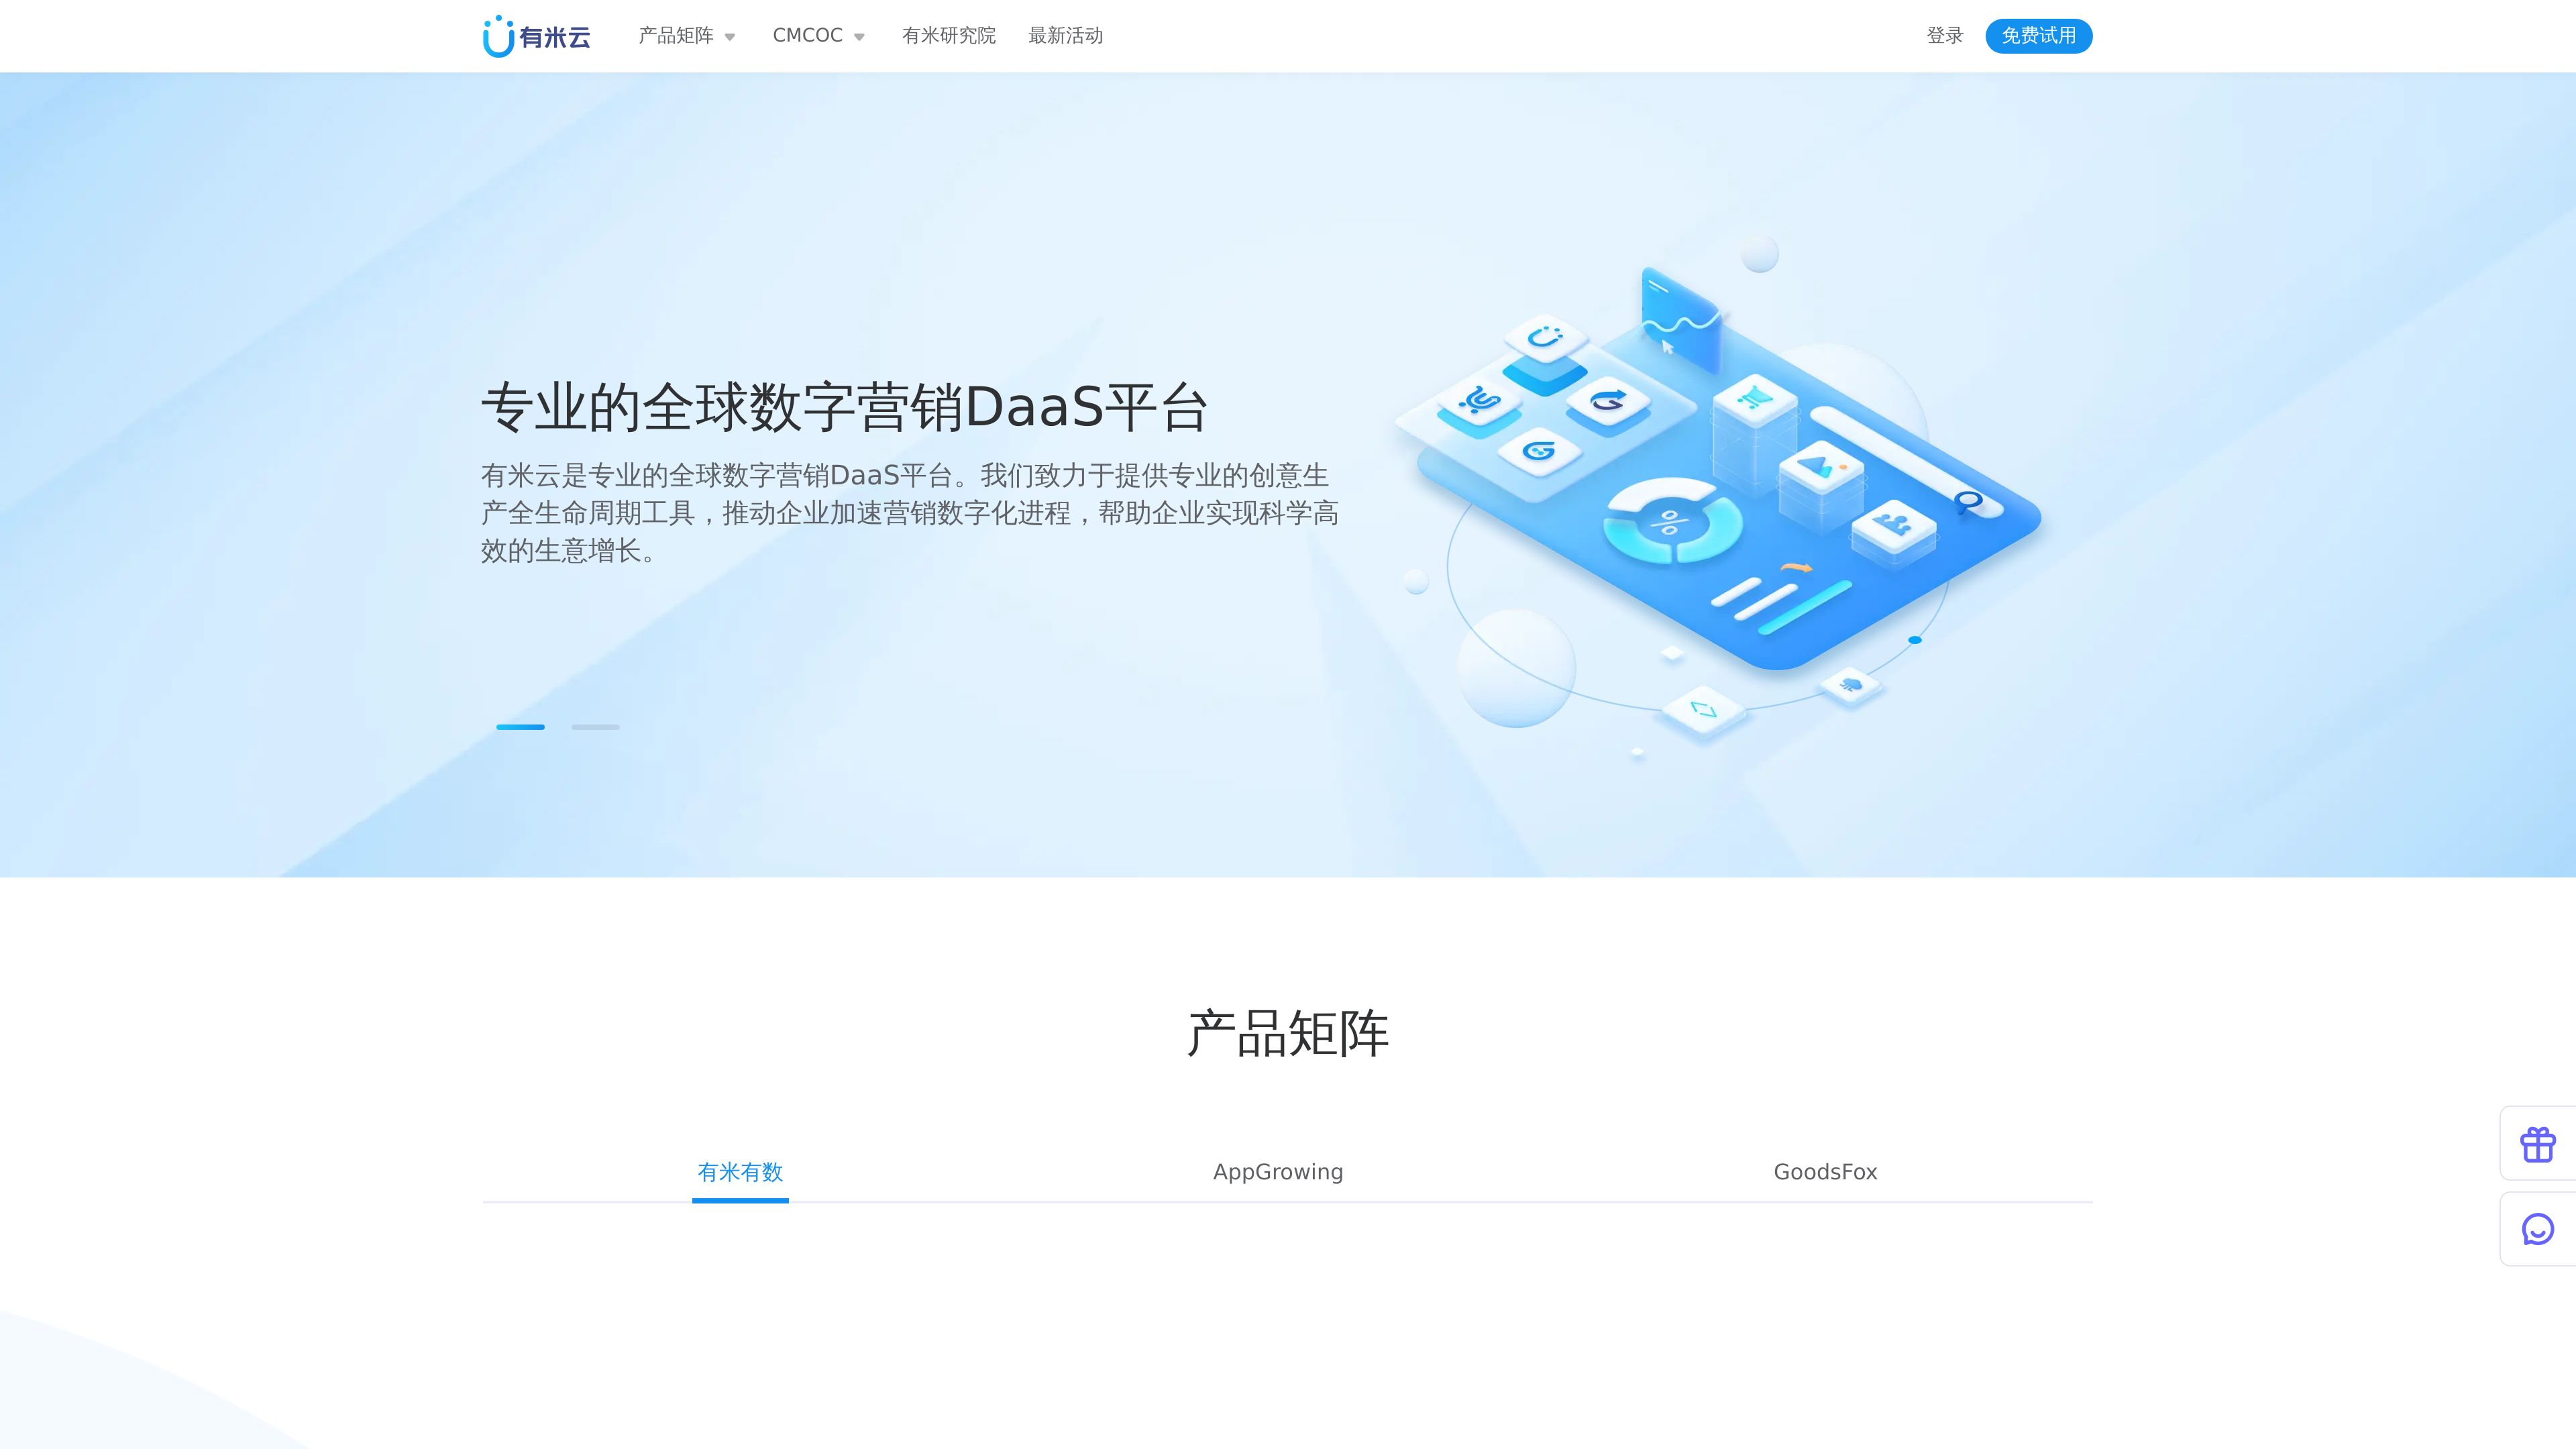 有米云
产品矩阵
CMCOC
有米研究院
最新活动
登录
免费试用
专业的全球数字营销DaaS平台
有米云是专业的全球数字营销DaaS平台。我们致力于提供专业的创意生
产全生命周期工具，推动企业加速营销数字化进程，帮助企业实现科学高
效的生意增长。
%
产品矩阵
有米有数
AppGrowing
GoodsFox